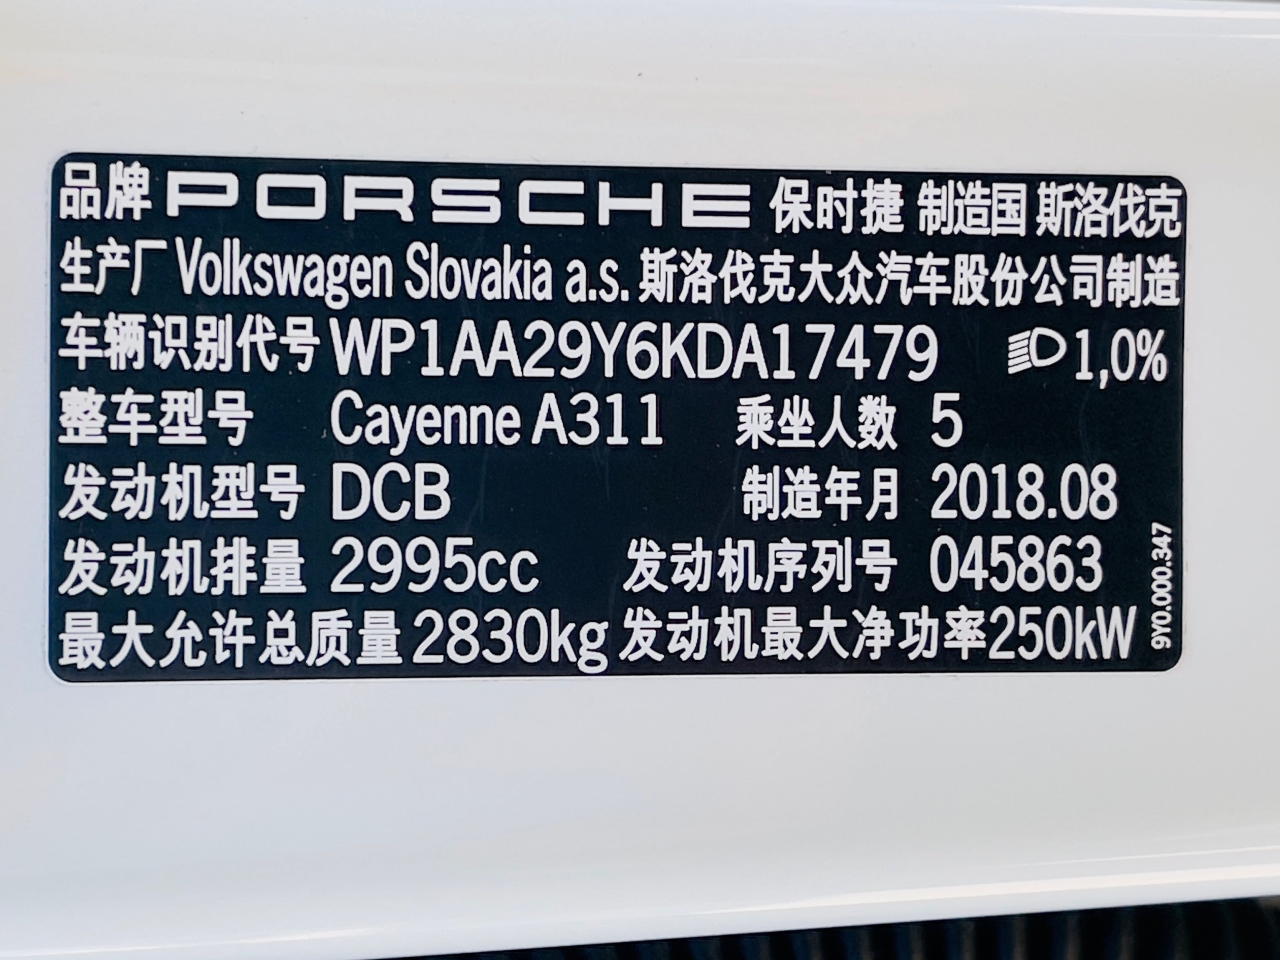 品牌 PORSCHE 保时捷 制造国 斯洛伐克
生产厂 Volkswagen Slovakia a.s. 斯洛伐克大众汽车股份公司制造
车辆识别代号 WP1AA29Y6KDA17479 1,0%
整车型号 Cayenne A311 乘坐人数 5
发动机型号 DCB 制造年月 2018.08
发动机排量 2995cc 发动机序列号 045863
最大允许总质量 2830kg 发动机最大净功率 250kW
9Y0.000.347